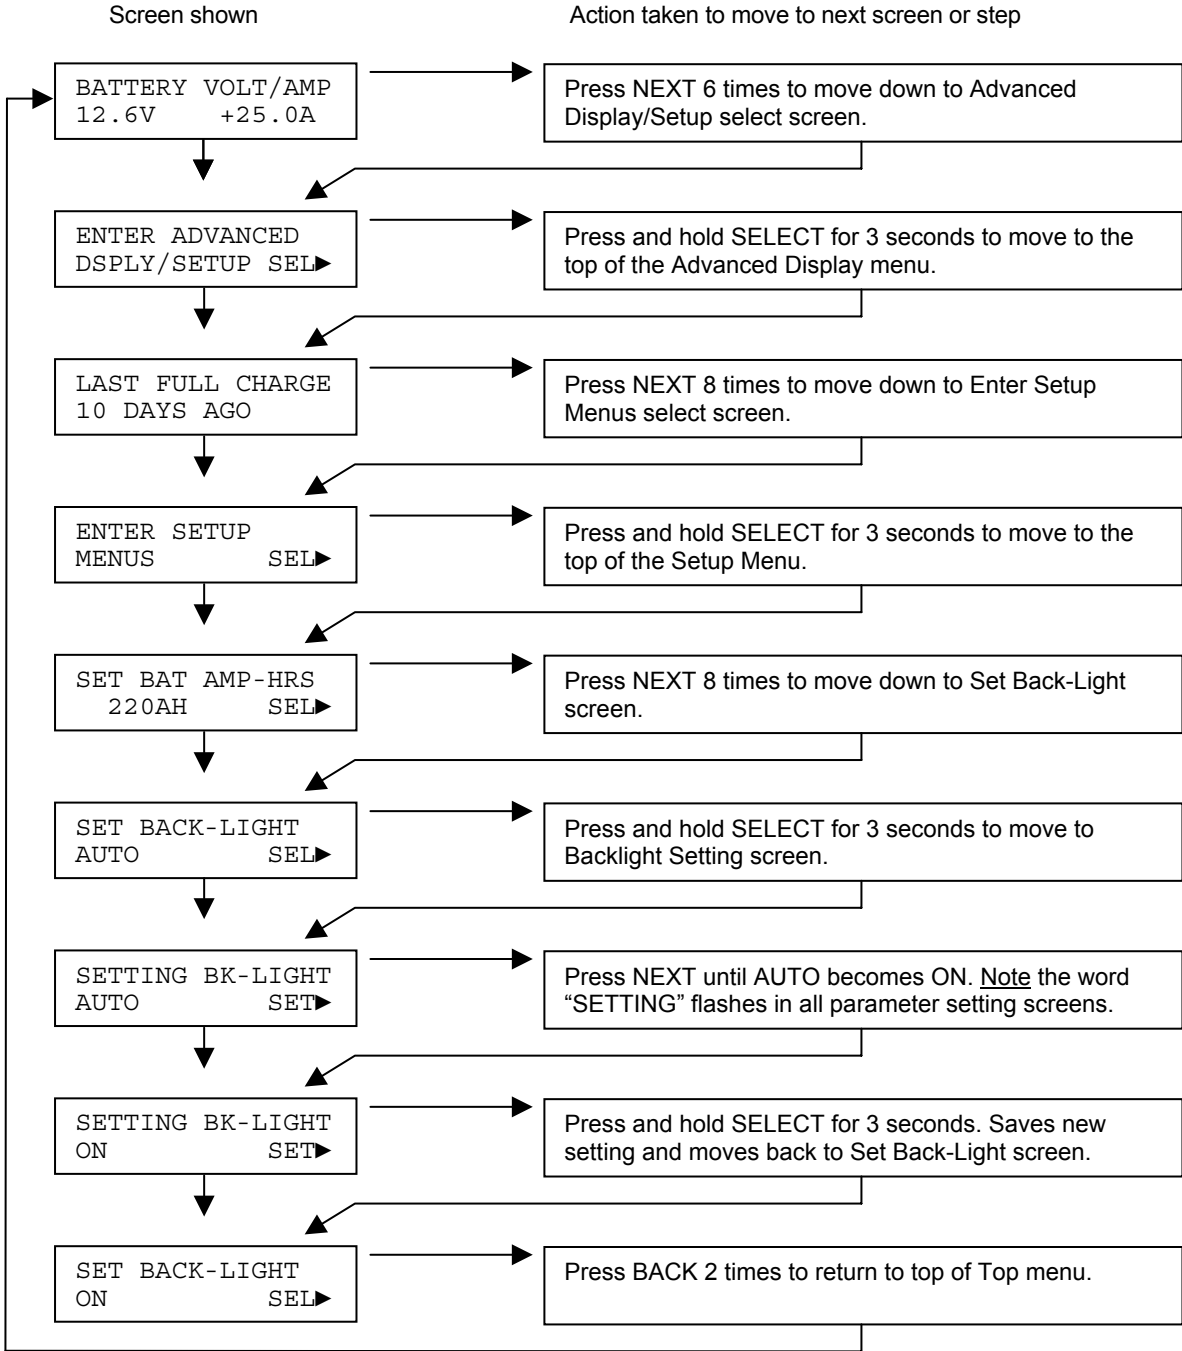 Screen shown
Action taken to move to next screen or step
BATTERY VOLT/AMP
12.6V +25.0A
Press NEXT 6 times to move down to Advanced
Display/Setup select screen.
ENTER ADVANCED
DSPLY/SETUP SEL►
Press and hold SELECT for 3 seconds to move to the
top of the Advanced Display menu.
LAST FULL CHARGE
10 DAYS AGO
Press NEXT 8 times to move down to Enter Setup
Menus select screen.
ENTER SETUP
MENUS SEL►
Press and hold SELECT for 3 seconds to move to the
top of the Setup Menu.
SET BAT AMP-HRS
220AH SEL►
Press NEXT 8 times to move down to Set Back-Light
screen.
SET BACK-LIGHT
AUTO SEL►
Press and hold SELECT for 3 seconds to move to
Backlight Setting screen.
SETTING BK-LIGHT
AUTO SET►
Press NEXT until AUTO becomes ON. Note the word
“SETTING” flashes in all parameter setting screens.
SETTING BK-LIGHT
ON SET►
Press and hold SELECT for 3 seconds. Saves new
setting and moves back to Set Back-Light screen.
SET BACK-LIGHT
ON SEL►
Press BACK 2 times to return to top of Top menu.